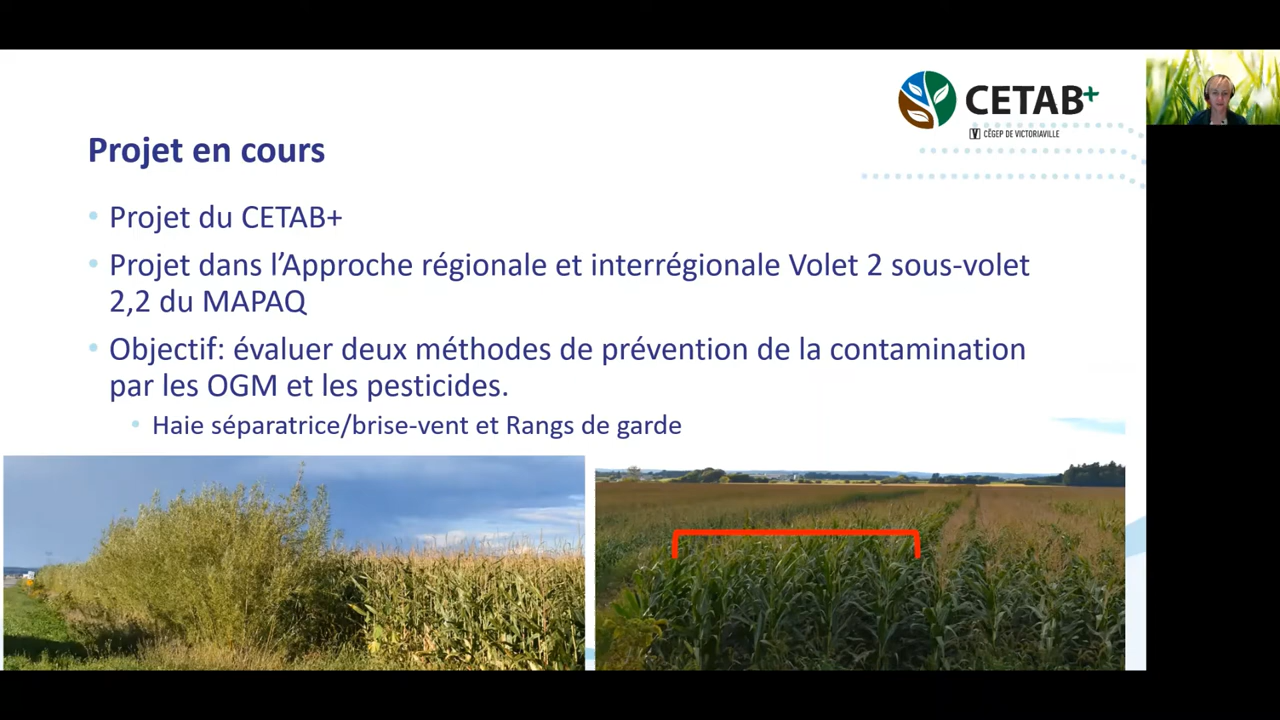 CETAB+
CÉGEP DE VICTORIAVILLE
Projet en cours
• Projet du CETAB+
• Projet dans l’Approche régionale et interrégionale Volet 2 sous-volet
2,2 du MAPAQ
• Objectif: évaluer deux méthodes de prévention de la contamination
par les OGM et les pesticides.
• Haie séparatrice/brise-vent et Rangs de garde